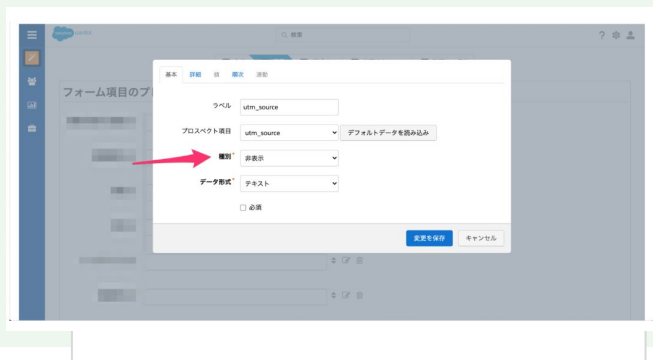 検索
フォーム項目のプ
基本 詳細 値 順次 連動
ラベル utm_source
プロスペクト項目 utm_source デフォルトデータを読み込み
種別* 非表示
データ形式* テキスト
必須
変更を保存 キャンセル